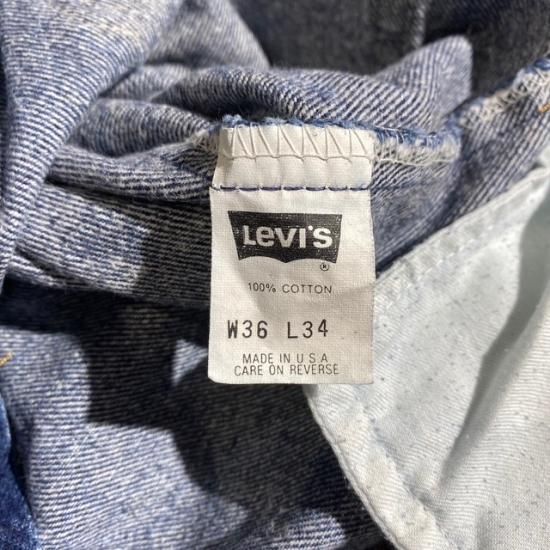 Levi's
®
100% COTTON
W36 L34
MADE IN U S A
CARE ON REVERSE